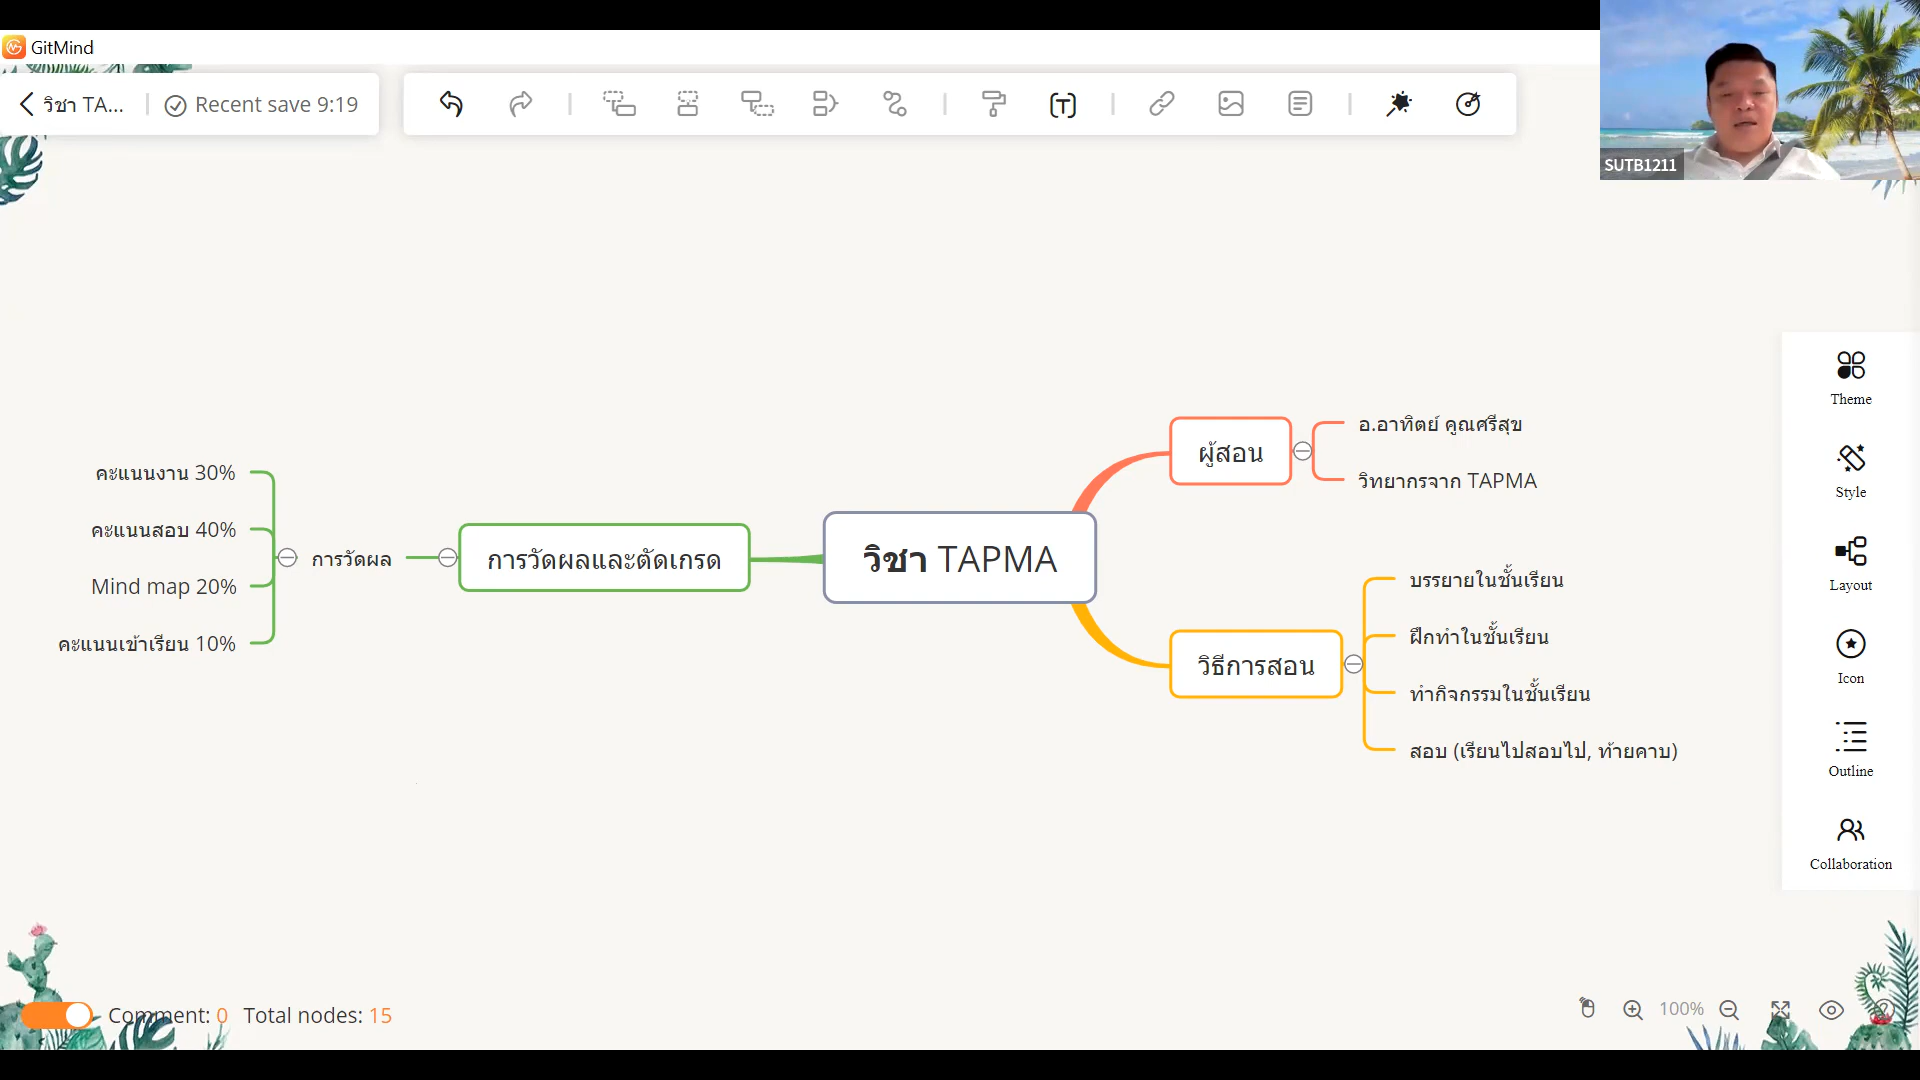 GitMind
วิชา TA...
Recent save 9:19
SUTB1211
คะแนนงาน 30%
คะแนนสอบ 40%
Mind map 20%
คะแนนเข้าเรียน 10%
การวัดผล
การวัดผลและตัดเกรด
วิชา TAPMA
ผู้สอน
อ.อาทิตย์ คูณศรีสุข
วิทยากรจาก TAPMA
วิธีการสอน
บรรยายในชั้นเรียน
ฝึกทำในชั้นเรียน
ทำกิจกรรมในชั้นเรียน
สอบ (เรียนไปสอบไป, ท้ายคาบ)
Theme
Style
Layout
Icon
Outline
Collaboration
Comment: 0 Total nodes: 15
100%